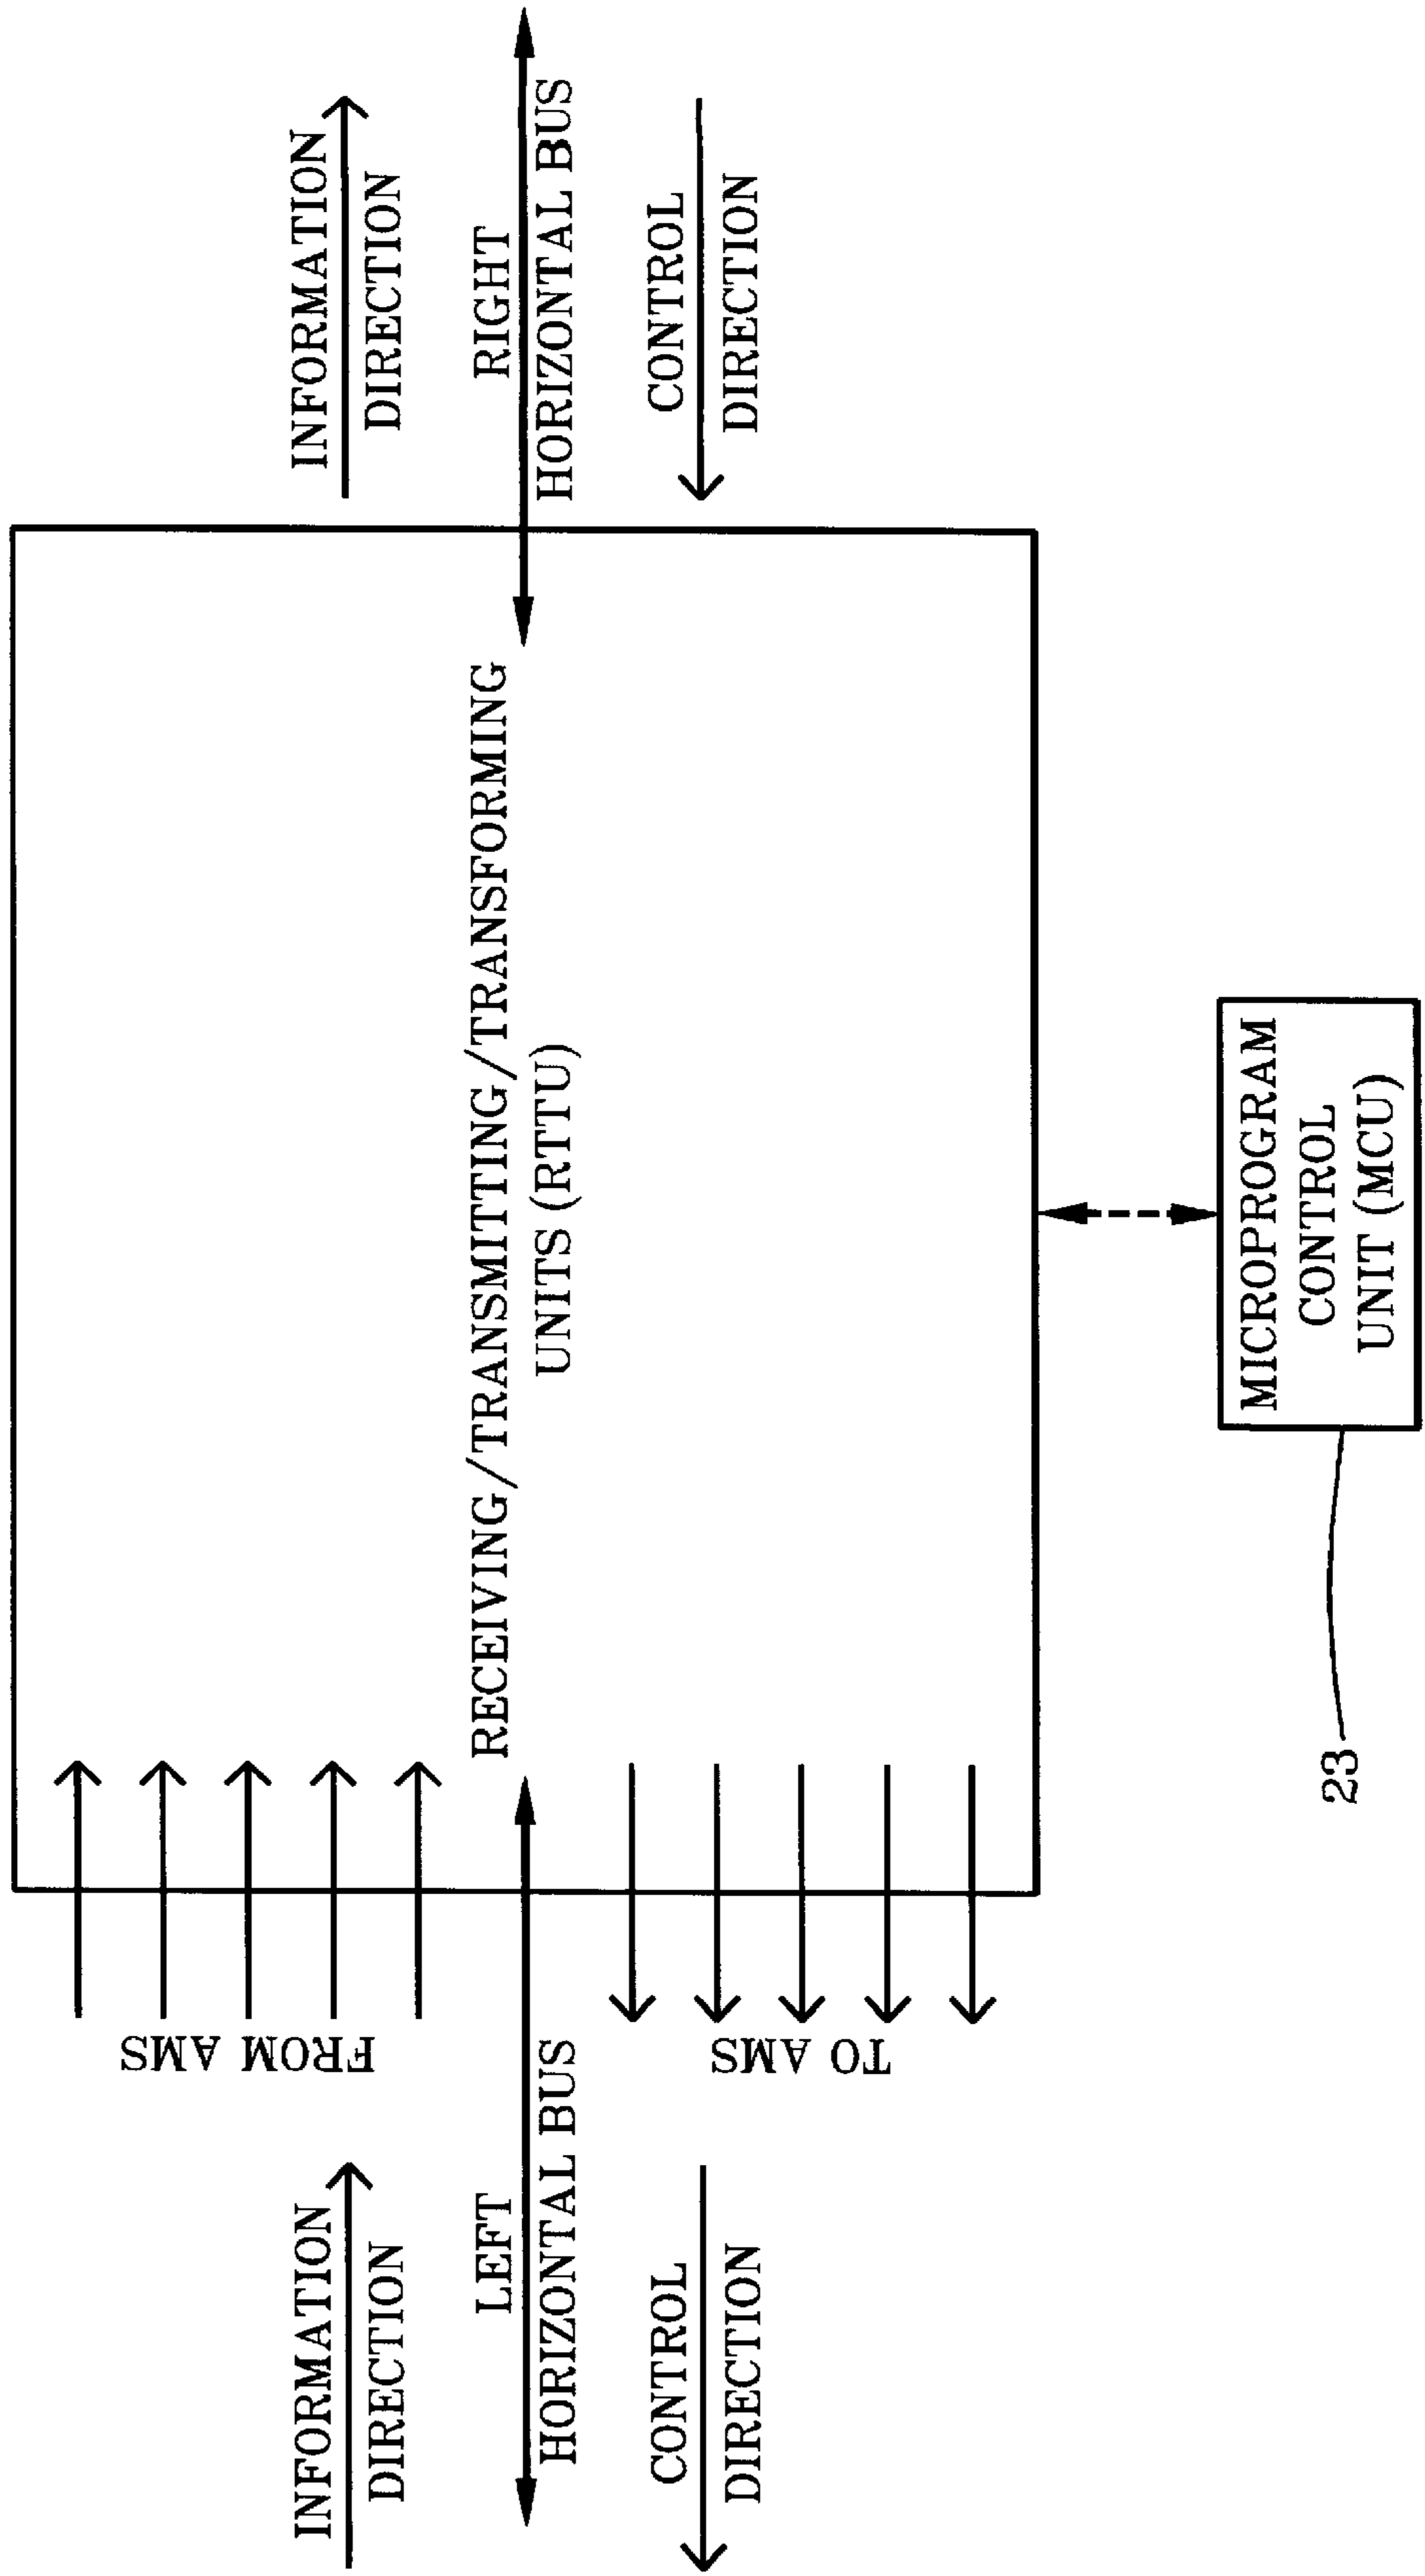 INFORMATION
DIRECTION
LEFT
HORIZONTAL BUS
CONTROL
DIRECTION
FROM AMS
TO AMS
RECEIVING/TRANSMITTING/TRANSFORMING
UNITS (RTTU)
INFORMATION
DIRECTION
RIGHT
HORIZONTAL BUS
CONTROL
DIRECTION
23
MICROPROGRAM
CONTROL
UNIT (MCU)